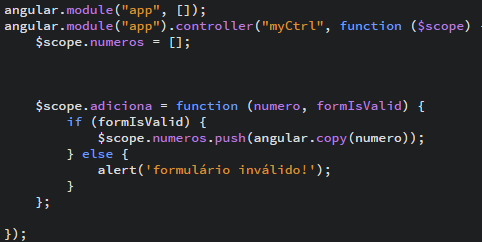 angular.module("app", []);
angular.module("app").controller("myCtrl", function ($scope)
$scope.numeros = [];
$scope.adiciona = function (numero, formIsValid) {
if (formIsValid) {
$scope.numeros.push(angular.copy(numero));
} else {
alert('formulário inválido!');
}
};
});